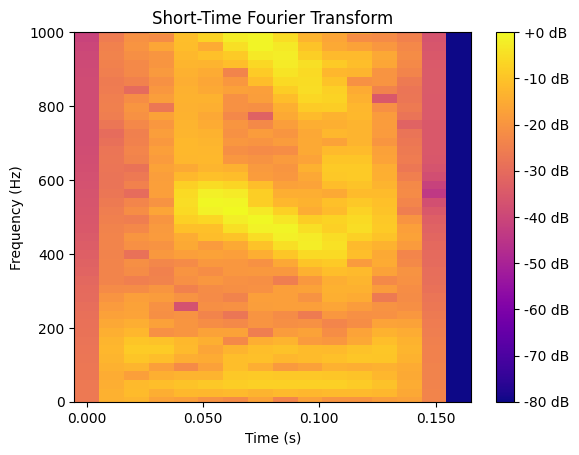 Short-Time Fourier Transform
1000
800
600
400
200
0
Frequency (Hz)
0.000
0.050
0.100
0.150
Time (s)
+0 dB
-10 dB
-20 dB
-30 dB
-40 dB
-50 dB
-60 dB
-70 dB
-80 dB